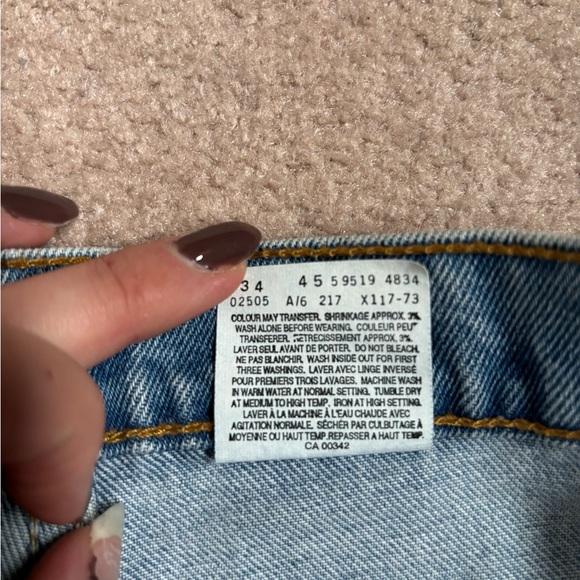 34 45 59519 4834
02505 A/6 217 X117-73
COLOUR MAY TRANSFER. SHRINKAGE APPROX. 3%.
WASH ALONE BEFORE WEARING. COULEUR PEUT
TRANSFERER. RETRECISSEMENT APPROX. 3%.
LAVER SEUL AVANT DE PORTER. DO NOT BLEACH.
NE PAS BLANCHIR. WASH INSIDE OUT FOR FIRST
THREE WASHINGS. LAVER AVEC LINGE INVERSÉ
POUR PREMIERS TROIS LAVAGES. MACHINE WASH
IN WARM WATER AT NORMAL SETTING. TUMBLE DRY
AT MEDIUM TO HIGH TEMP. IRON AT HIGH SETTING.
LAVER À LA MACHINE À L'EAU CHAUDE AVEC
AGITATION NORMALE. SÉCHER PAR CULBUTAGE À
MOYENNE OU HAUT TEMP. REPASSER A HAUT TEMP.
CA 00342